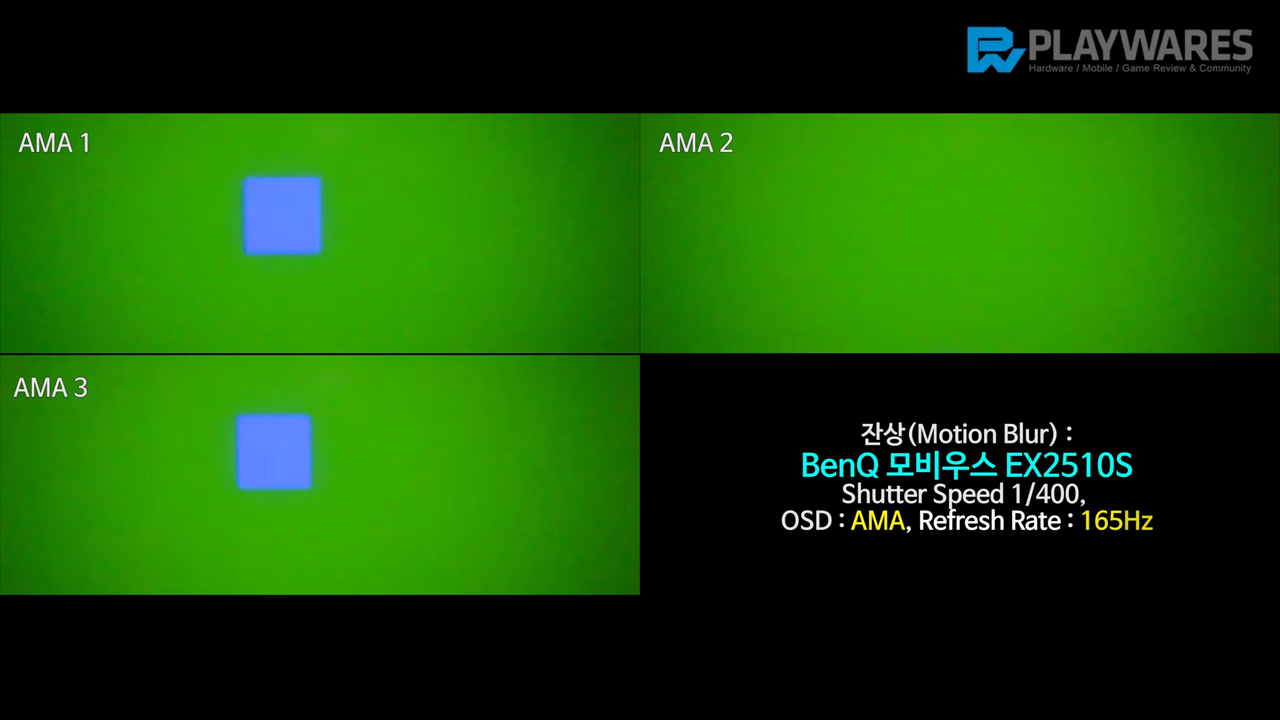 PLAYWARES
Hardware / Mobile / Game Review & Community
AMA 1
AMA 2
AMA 3
잔상(Motion Blur) :
BenQ 모비우스 EX2510S
Shutter Speed 1/400,
OSD : AMA, Refresh Rate : 165Hz